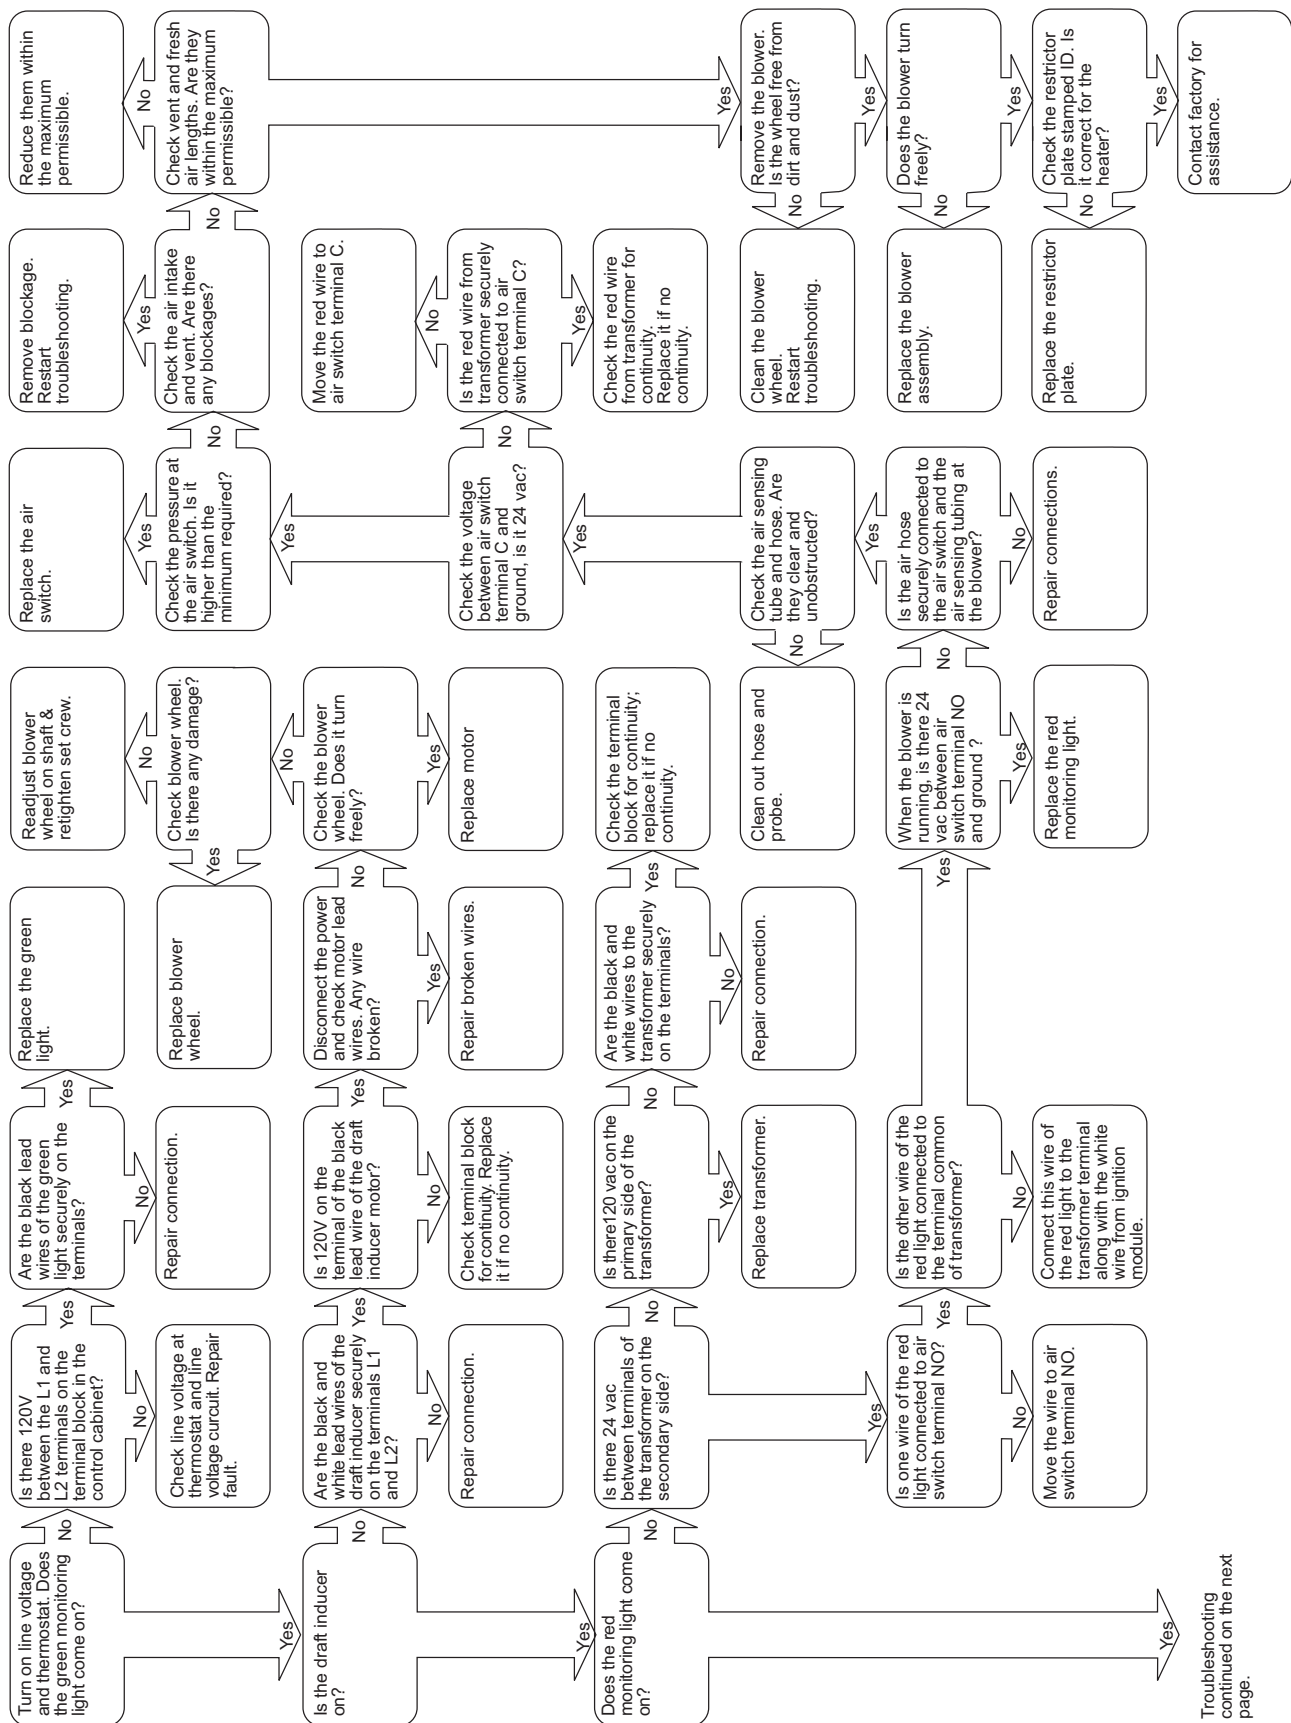 Turn on line voltage
and thermostat. Does
the green monitoring
light come on?
No
Is there 120V
between the L1 and
L2 terminals on the
terminal block in the
control cabinet?
Yes
Are the black lead
wires of the green
light securely on the
terminals?
Yes
Replace the green
light.
No
Check line voltage at
thermostat and line
voltage curcuit. Repair
fault.
No
Repair connection.
Yes
Is the draft inducer
on?
No
Are the black and
white lead wires of the
draft inducer securely
on the terminals L1
and L2?
Yes
Is 120V on the
terminal of the black
lead wire of the draft
inducer motor?
Yes
Disconnect the power
and check motor lead
wires. Any wire
broken?
No
Check the blower
wheel. Does it turn
freely?
No
Check blower wheel.
Is there any damage?
No
Readjust blower
wheel on shaft &
retighten set crew.
Yes
Replace blower
wheel.
No
Repair connection.
No
Check terminal block
for continuity. Replace
it if no continuity.
Yes
Repair broken wires.
Yes
Replace motor
Yes
Does the red
monitoring light come
on?
No
Is there 24 vac
between terminals of
the transformer on the
secondary side?
No
Is there120 vac on the
primary side of the
transformer?
No
Are the black and
white wires to the
transformer securely
on the terminals?
Yes
Check the terminal
block for continuity;
replace it if no
continuity.
Yes
Replace transformer.
No
Repair connection.
Yes
Is one wire of the red
light connected to air
switch terminal NO?
Yes
Is the other wire of the
red light connected to
the terminal common
of transformer?
Yes
When the blower is
running, is there 24
vac between air
switch terminal NO
and ground ?
No
Is the air hose
securely connected to
the air switch and the
air sensing tubing at
the blower?
No
Move the wire to air
switch terminal NO.
No
Connect this wire of
the red light to the
transformer terminal
along with the white
wire from ignition
module.
Yes
Replace the red
monitoring light.
No
Repair connections.
Yes
Check the air sensing
tube and hose. Are
they clear and
unobstructed?
No
Clean out hose and
probe.
Yes
Check the voltage
between air switch
terminal C and
ground, is it 24 vac?
No
Is the red wire from
transformer securely
connected to air
switch terminal C?
No
Move the red wire to
air switch terminal C.
Yes
Check the red wire
from transformer for
continuity.
Replace it if no
continuity.
Yes
Check the pressure at
the air switch. Is it
higher than the
minimum required?
Yes
Replace the air
switch.
No
Check the air intake
and vent. Are there
any blockages?
Yes
Remove blockage.
Restart
troubleshooting.
No
Check vent and fresh
air lengths. Are they
within the maximum
permissible?
No
Reduce them within
the maximum
permissible.
Yes
Remove the blower.
Is the wheel free from
dirt and dust?
No
Clean the blower
wheel.
Restart
troubleshooting.
Yes
Does the blower turn
freely?
No
Replace the blower
assembly.
Yes
Check the restrictor
plate stamped ID. Is
it correct for the
heater?
No
Replace the restrictor
plate.
Yes
Contact factory for
assistance.
Yes
Troubleshooting
continued on the next
page.